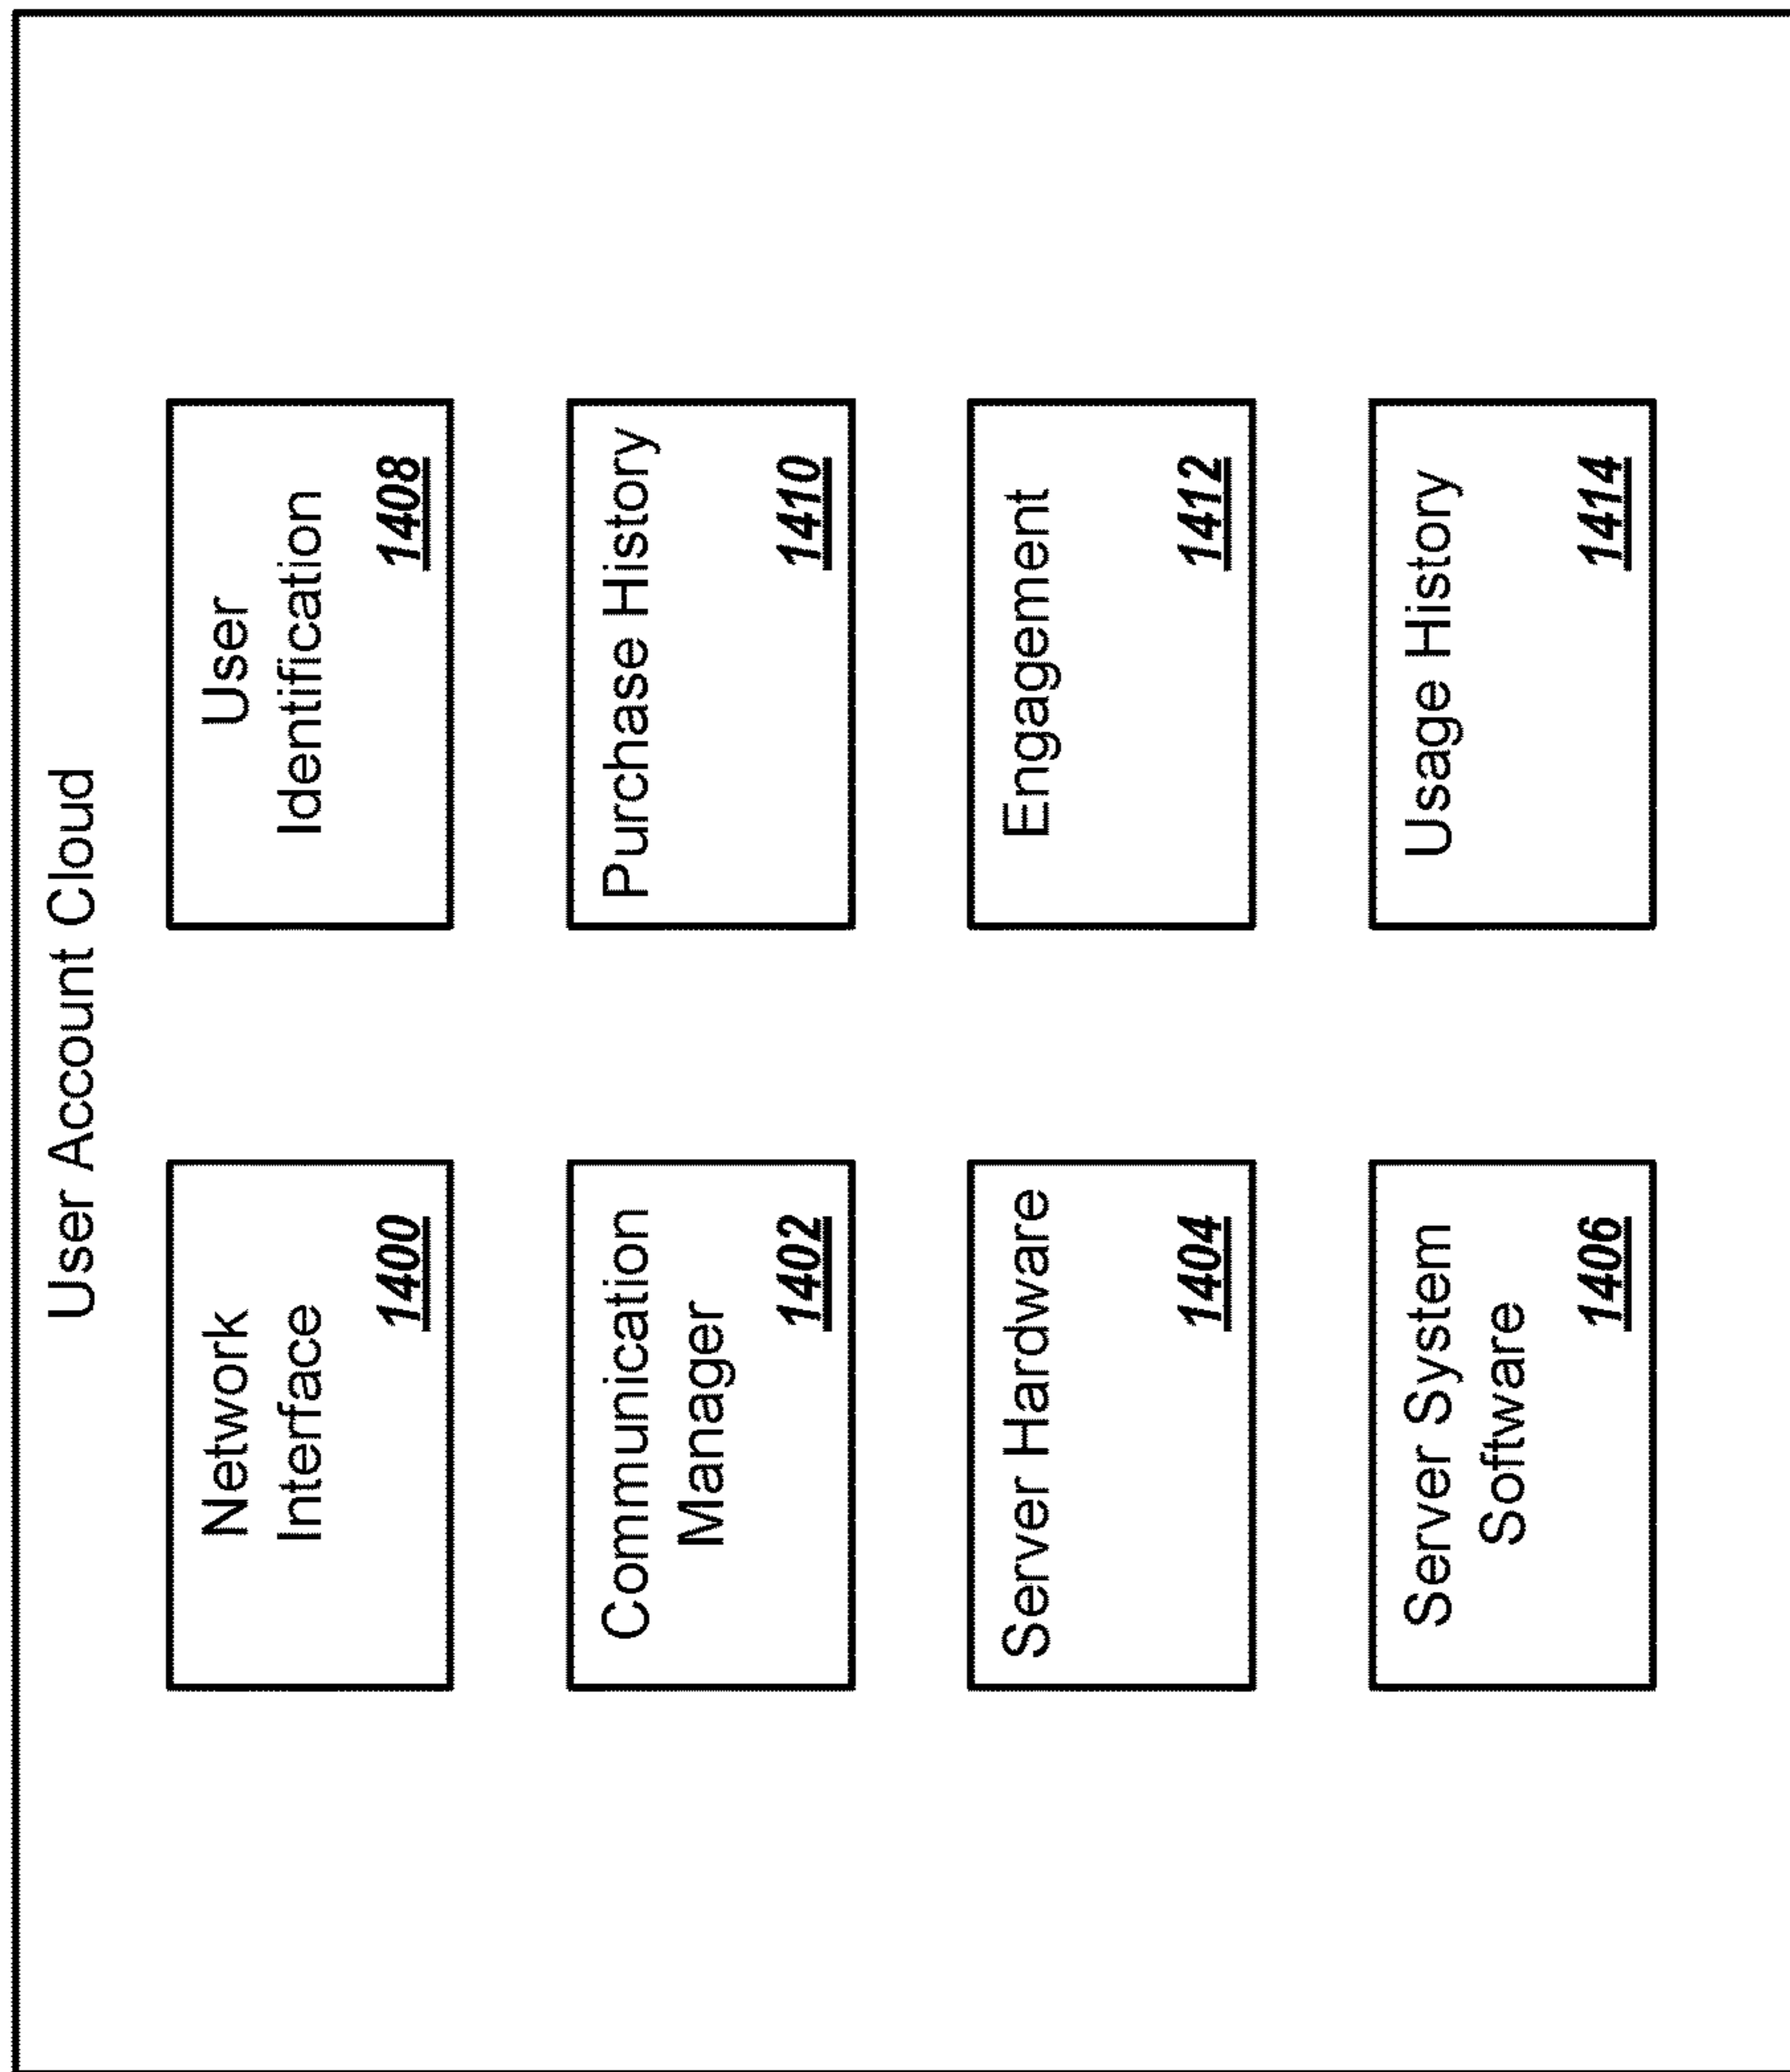 User Account Cloud
Network
Interface
1400
Communication
Manager
1402
Server Hardware
1404
Server System
Software
1406
User
Identification
1408
Purchase History
1410
Engagement
1412
Usage History
1414